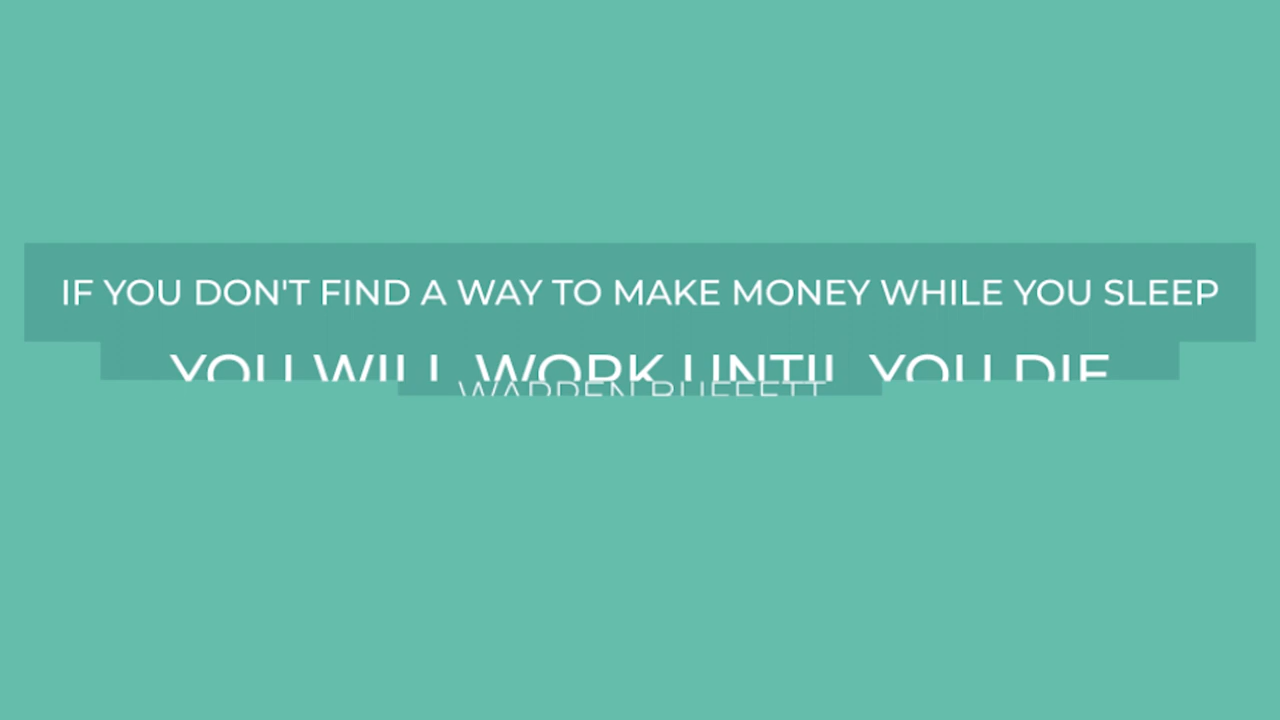 IF YOU DON'T FIND A WAY TO MAKE MONEY WHILE YOU SLEEP
YOU WILL WORK UNTIL YOU DIE
WARREN BUFFETT